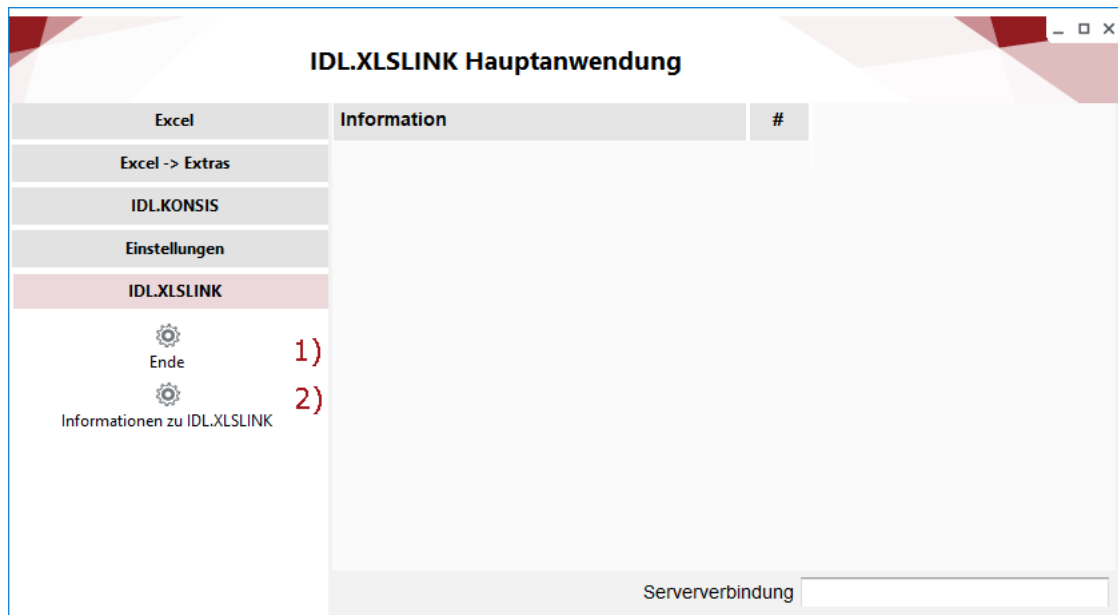 IDL.XLSLINK Hauptanwendung
Excel
Information #
Excel -> Extras
IDL.KONSIS
Einstellungen
IDL.XLSLINK
Ende 1)
Informationen zu IDL.XLSLINK 2)
Serververbindung